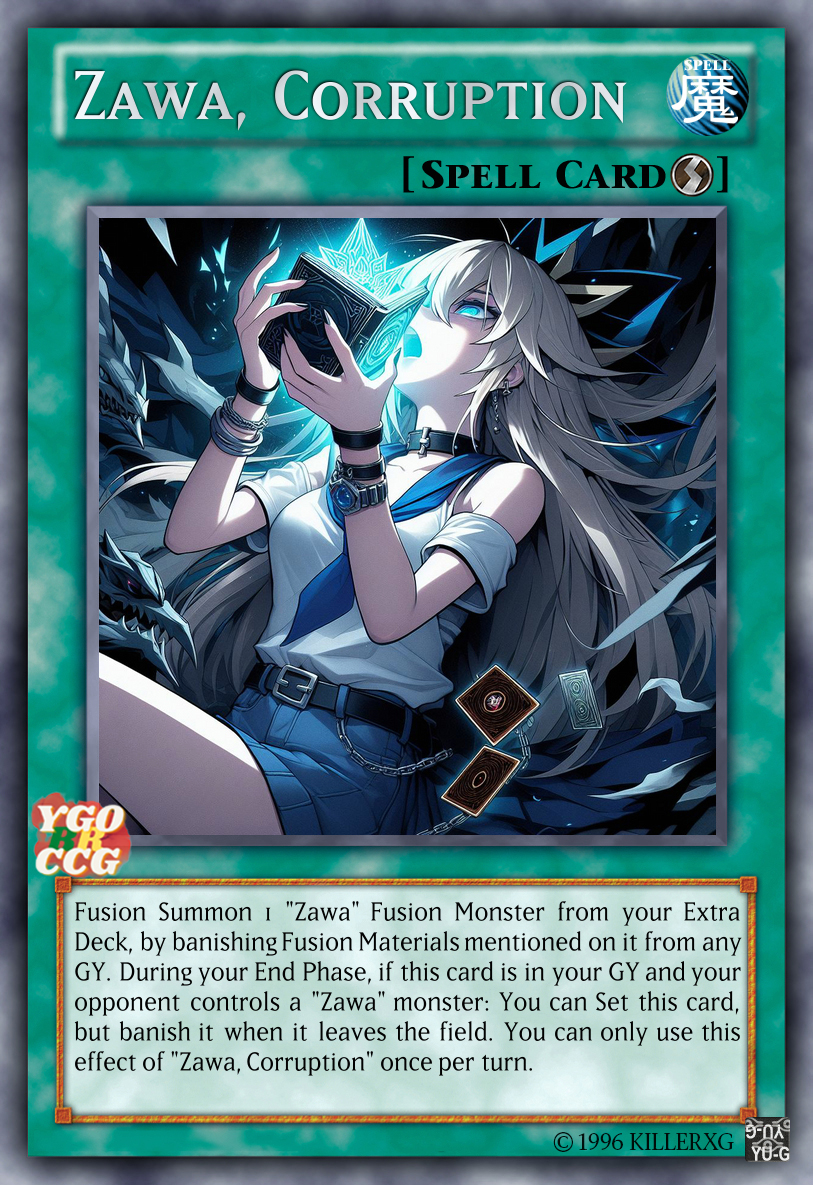 Zawa, Corruption
SPELL
魔
[Spell Card]
YGO
BR
CCG
Fusion Summon 1 "Zawa" Fusion Monster from your Extra
Deck, by banishing Fusion Materials mentioned on it from any
GY. During your End Phase, if this card is in your GY and your
opponent controls a "Zawa" monster: You can Set this card,
but banish it when it leaves the field. You can only use this
effect of "Zawa, Corruption" once per turn.
© 1996 KILLERXG
YU-G